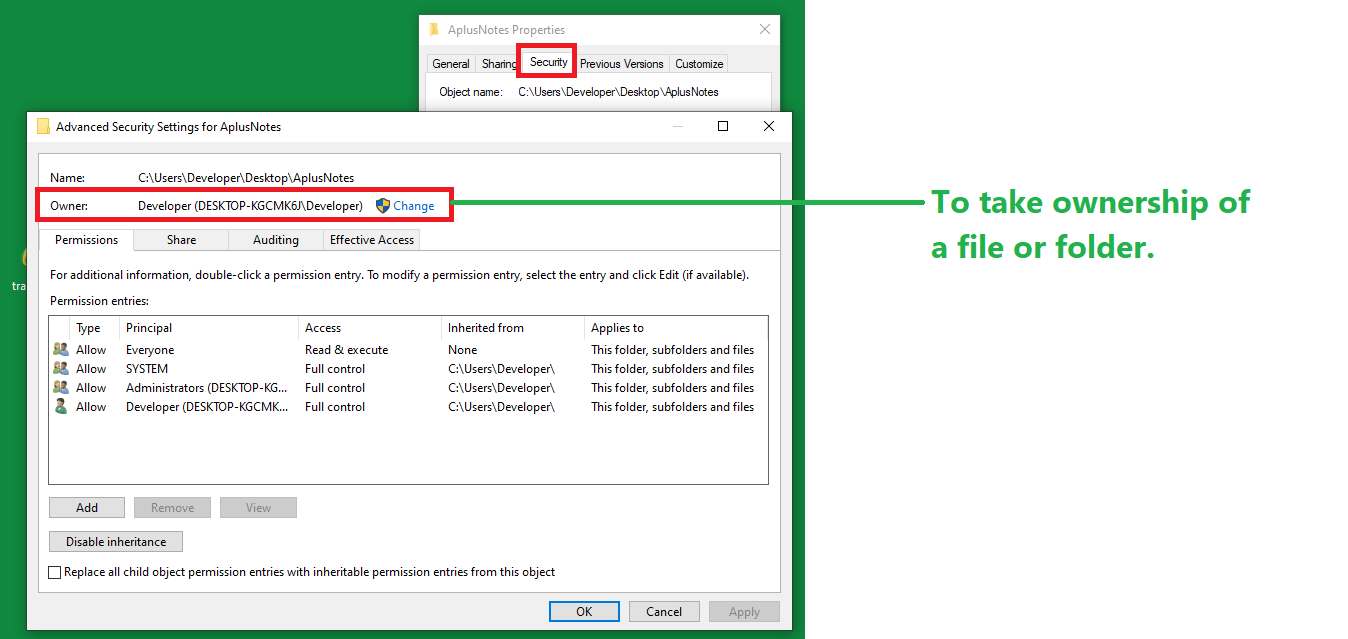 AplusNotes Properties
General Sharing Security Previous Versions Customize
Object name: C:\Users\Developer\Desktop\AplusNotes
Advanced Security Settings for AplusNotes
Name: C:\Users\Developer\Desktop\AplusNotes
Owner: Developer (DESKTOP-KGCMK6J\Developer) Change
To take ownership of
a file or folder.
Permissions Share Auditing Effective Access
For additional information, double-click a permission entry. To modify a permission entry, select the entry and click Edit (if available).
tra
Permission entries:
Type Principal Access Inherited from Applies to
Allow Everyone Read & execute None This folder, subfolders and files
Allow SYSTEM Full control C:\Users\Developer\ This folder, subfolders and files
Allow Administrators (DESKTOP-KG... Full control C:\Users\Developer\ This folder, subfolders and files
Allow Developer (DESKTOP-KGCMK... Full control C:\Users\Developer\ This folder, subfolders and files
Add Remove View
Disable inheritance
Replace all child object permission entries with inheritable permission entries from this object
OK Cancel Apply